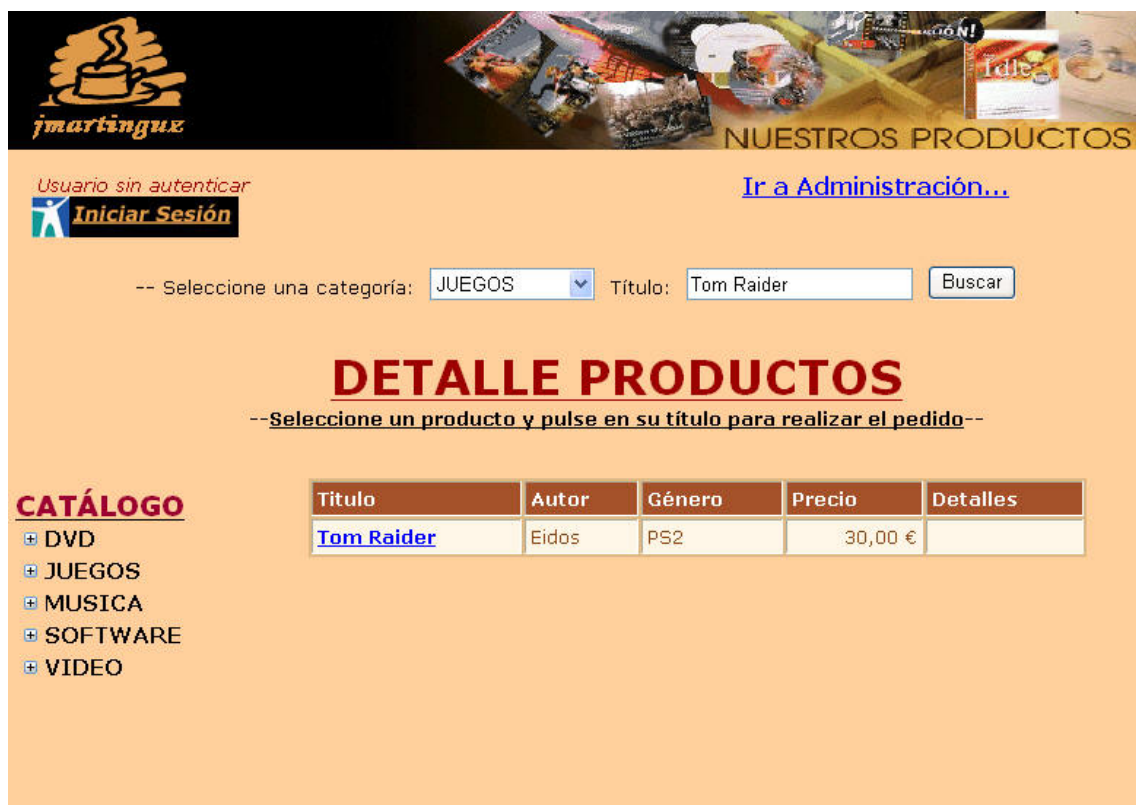 jmartinguz
Idle
NUESTROS PRODUCTOS
Usuario sin autenticar
Ir a Administración...
Iniciar Sesión
-- Seleccione una categoría: JUEGOS Título: Tom Raider Buscar
DETALLE PRODUCTOS
--Seleccione un producto y pulse en su título para realizar el pedido--
CATÁLOGO
DVD
JUEGOS
MUSICA
SOFTWARE
VIDEO
Titulo Autor Género Precio Detalles
Tom Raider Eidos PS2 30,00 €